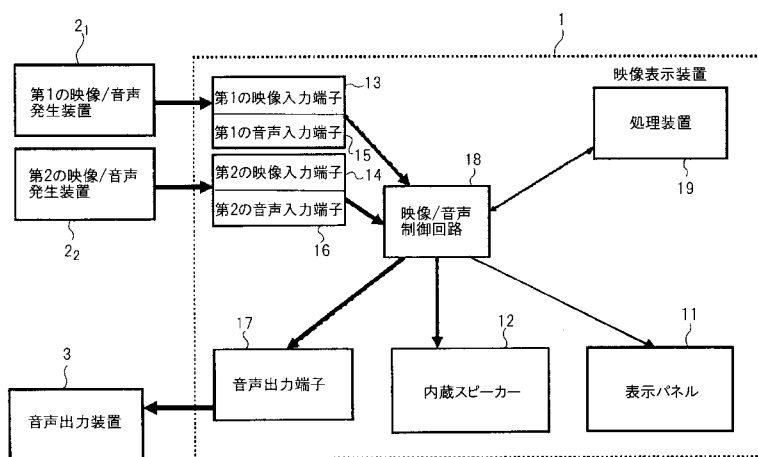 1
2₁
第1の映像/音声
発生装置
第1の映像入力端子
13
第1の音声入力端子
15
映像表示装置
処理装置
19
第2の映像/音声
発生装置
2₂
第2の映像入力端子
14
第2の音声入力端子
16
18
映像/音声
制御回路
17
音声出力端子
12
内蔵スピーカー
11
表示パネル
3
音声出力装置